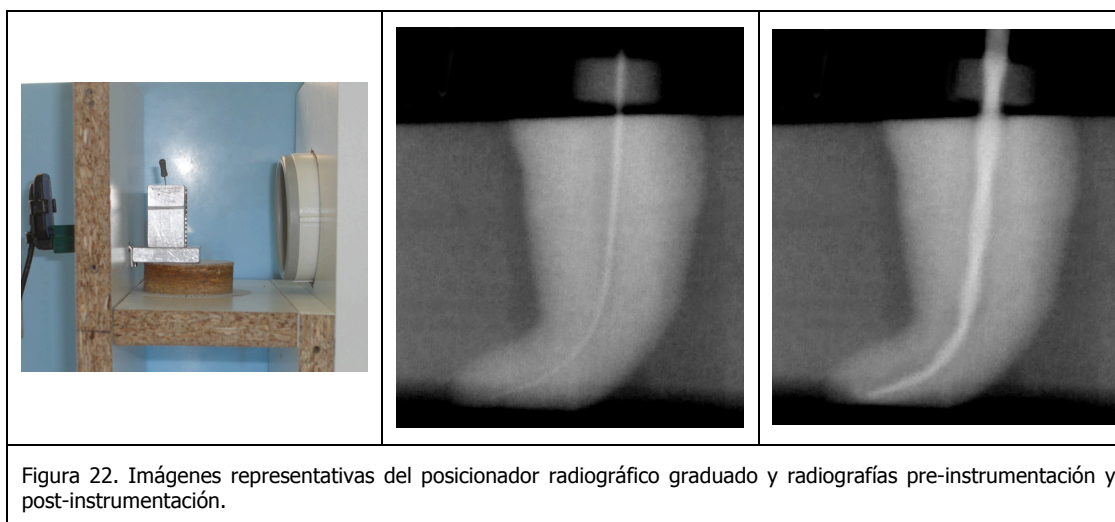 Figura 22. Imágenes representativas del posicionador radiográfico graduado y radiografías pre-instrumentación y
post-instrumentación.